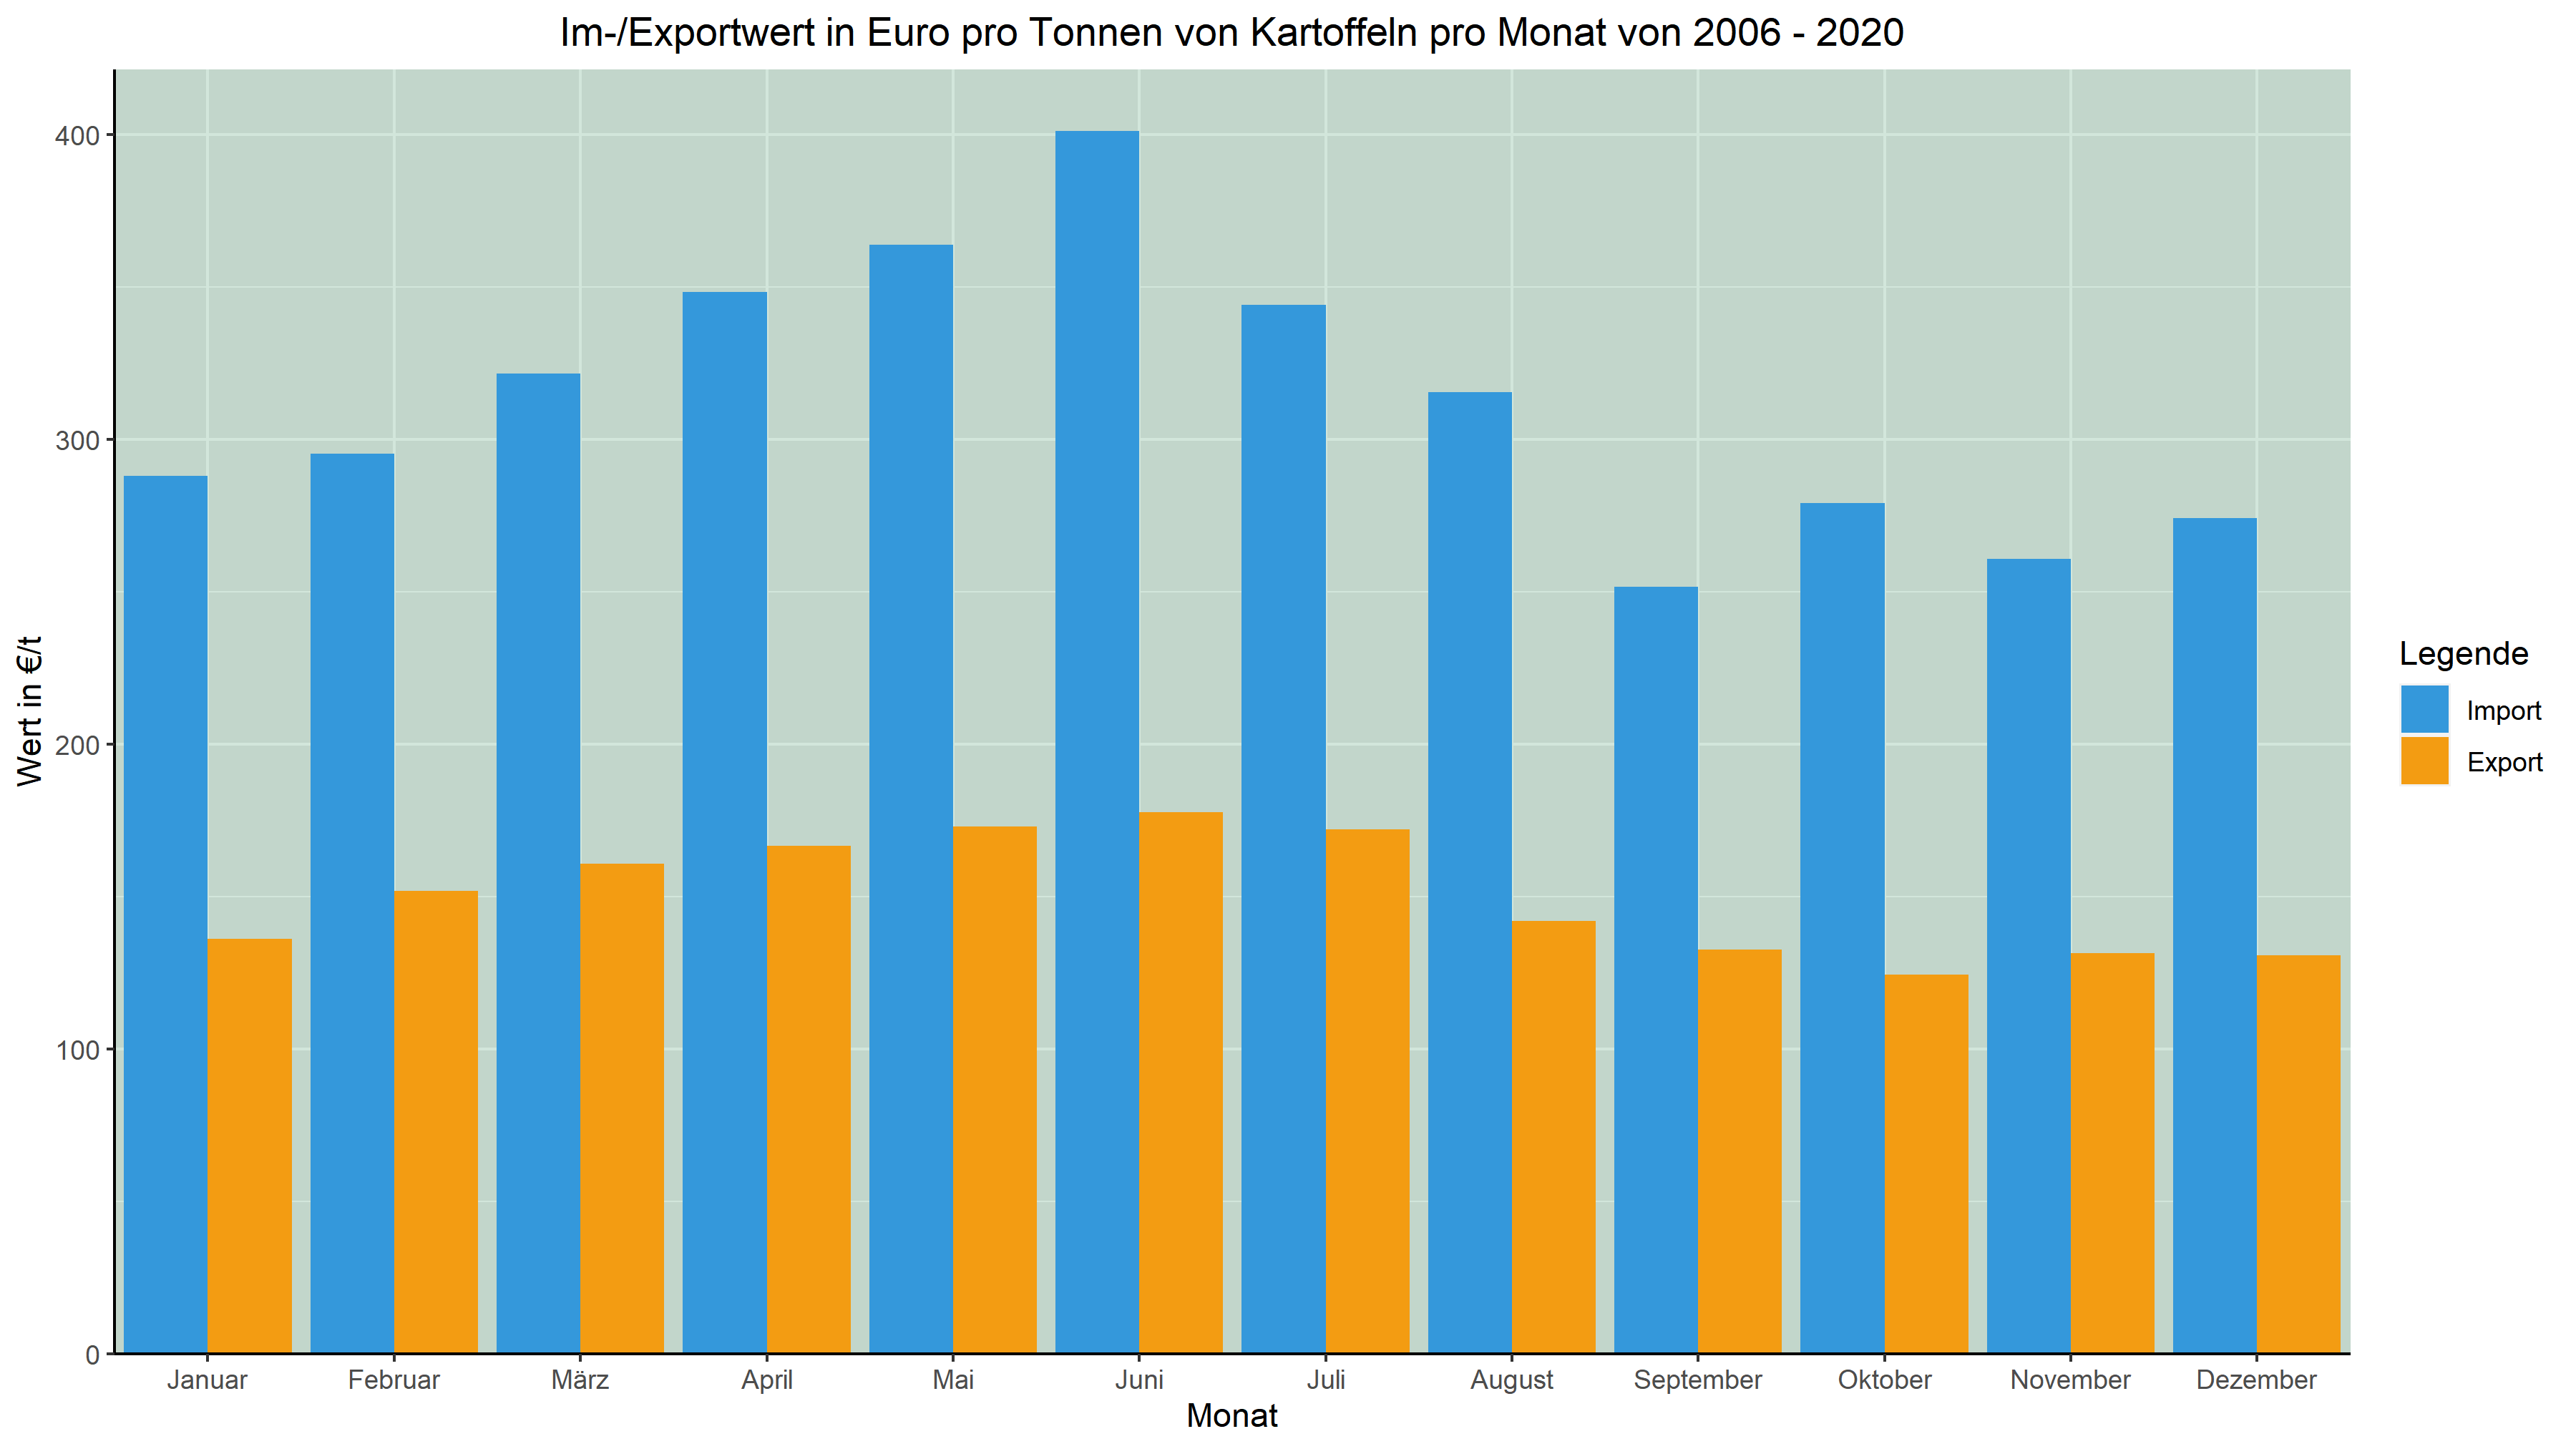 Im-/Exportwert in Euro pro Tonnen von Kartoffeln pro Monat von 2006 - 2020
Wert in €/t
400
300
200
100
0
Januar Februar März April Mai Juni Juli August September Oktober November Dezember
Monat
Legende
Import
Export